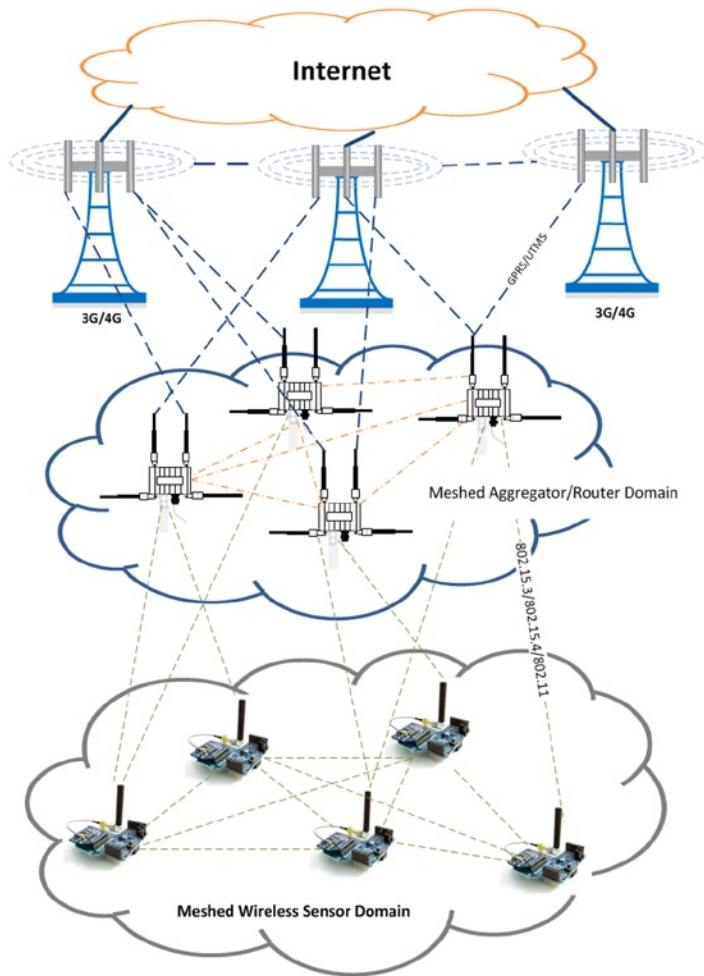 Internet
GPRS/UTMS
3G/4G
3G/4G
Meshed Aggregator/Router Domain
802.15.3/802.15.4/802.11
Meshed Wireless Sensor Domain